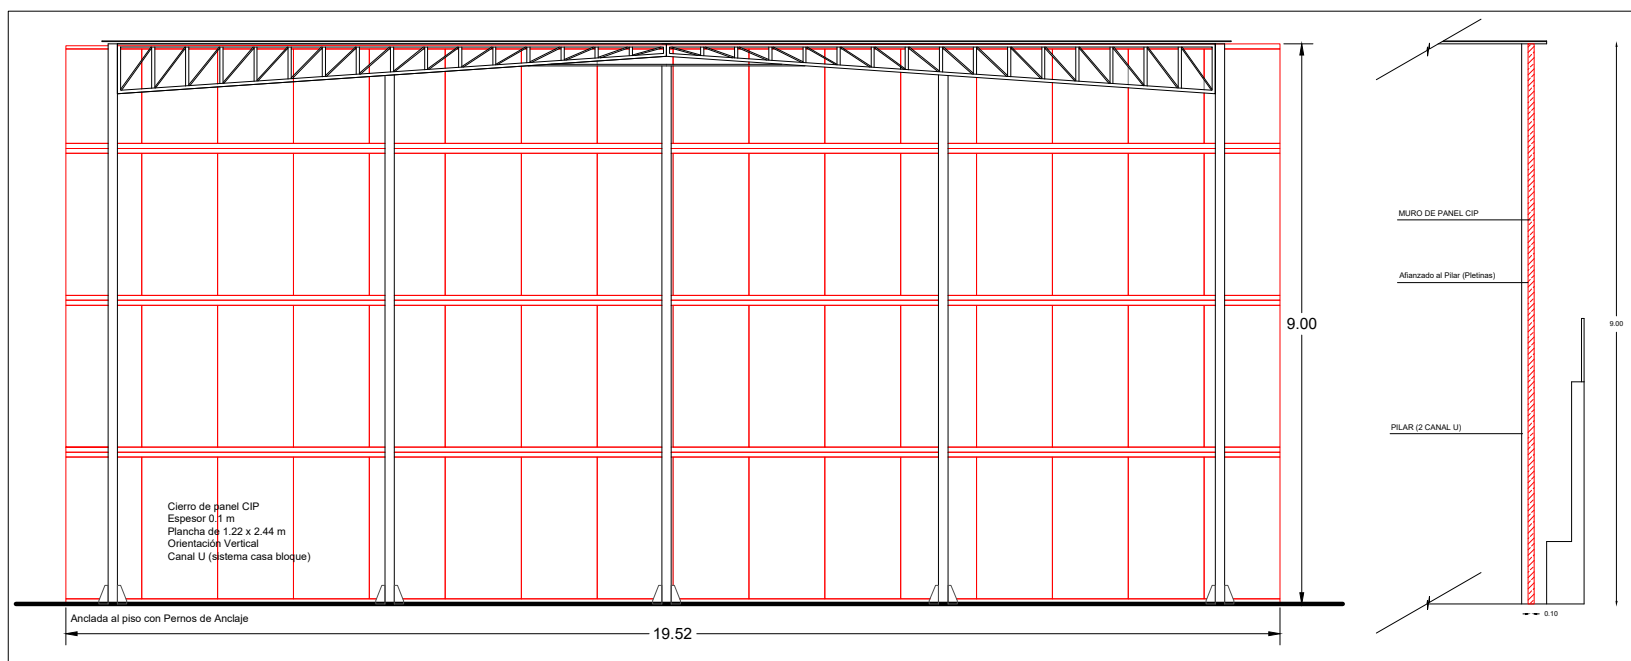 Cierro de panel CIP
Espesor 0.1 m
Plancha de 1.22 x 2.44 m
Orientación Vertical
Canal U (sistema casa bloque)
Anclada al piso con Pernos de Anclaje
19.52
9.00
MURO DE PANEL CIP
Afianzado al Pilar (Pletinas)
PILAR (2 CANAL U)
9.00
0.10